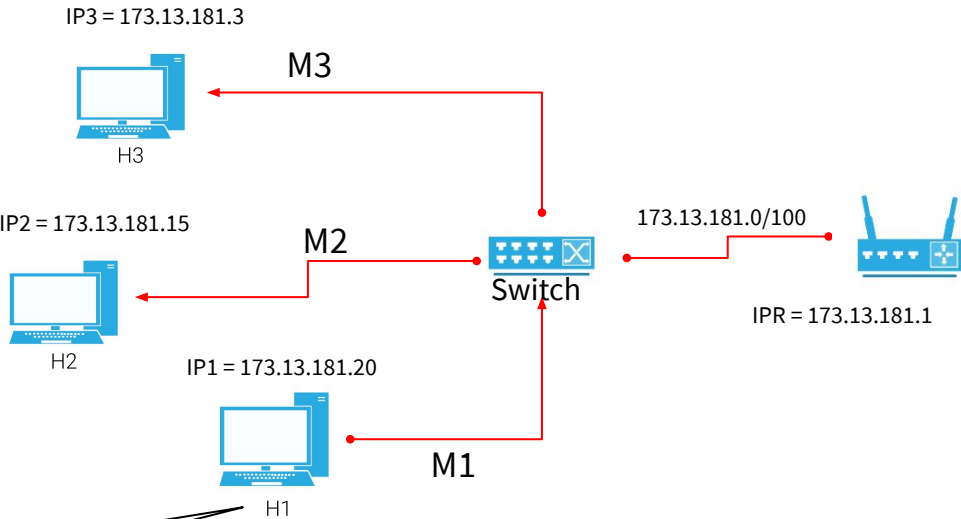 IP3 = 173.13.181.3
M3
H3
IP2 = 173.13.181.15
M2
173.13.181.0/100
Switch
IPR = 173.13.181.1
H2
IP1 = 173.13.181.20
M1
H1